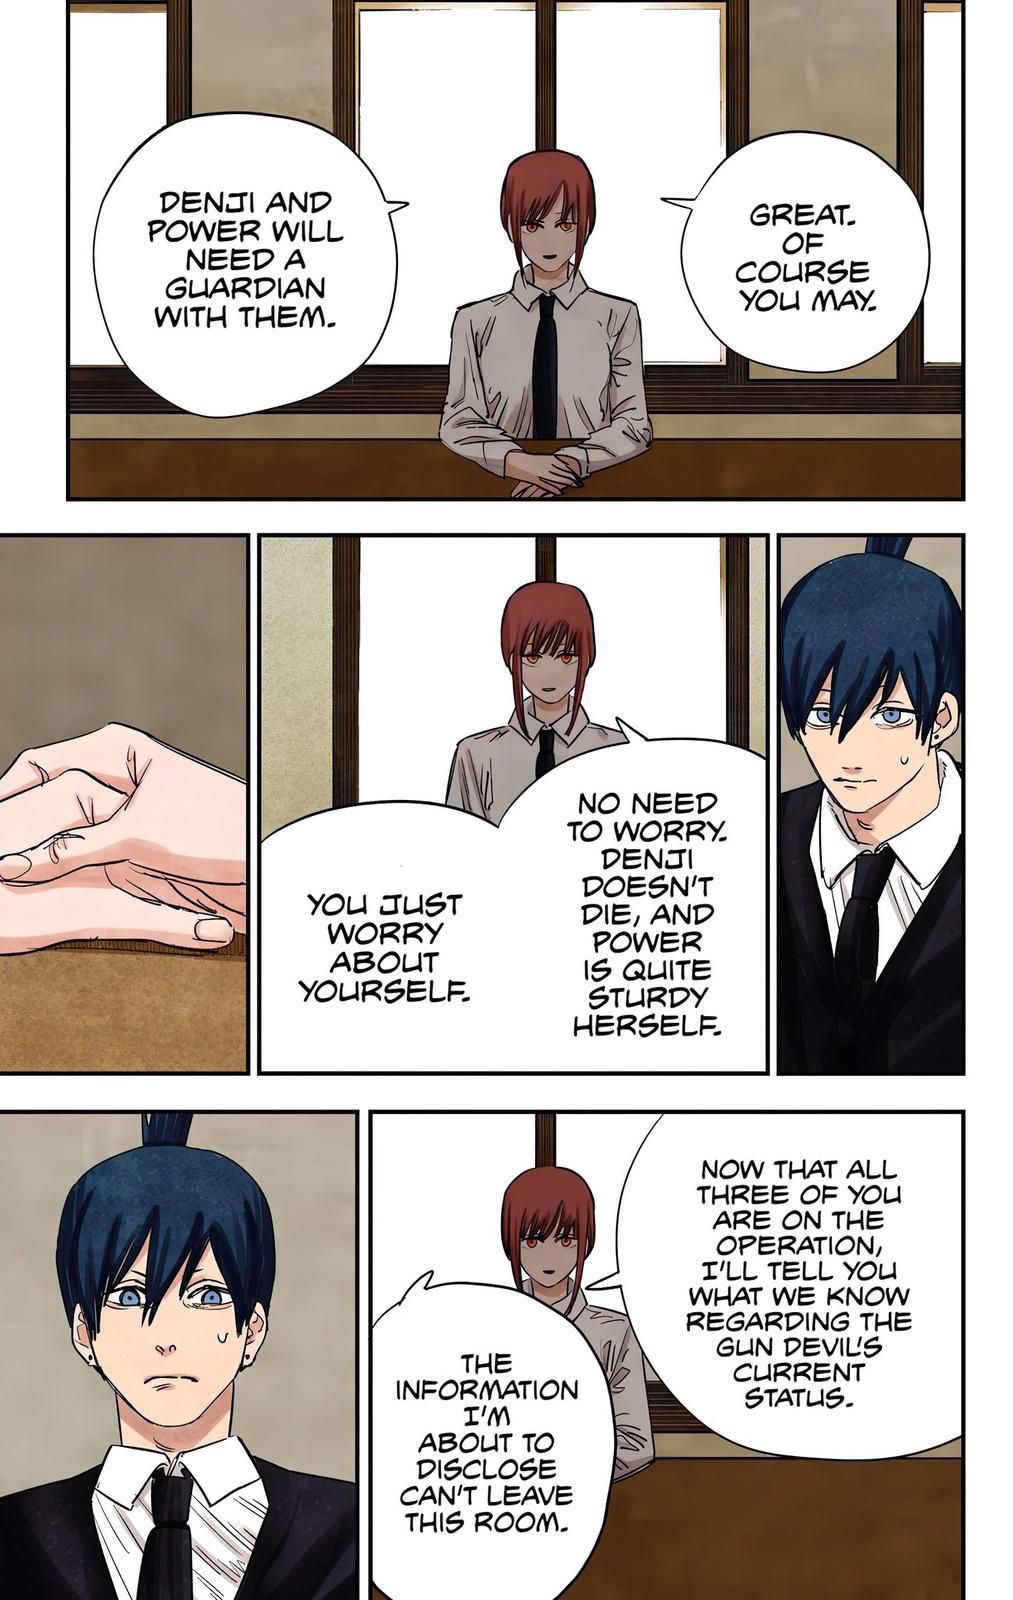 GREAT.
OF
COURSE
YOU MAY.
DENJI AND
POWER WILL
NEED A
GUARDIAN
WITH THEM.
NO NEED
TO WORRY.
DENJI
DOESN'T
DIE, AND
POWER
IS QUITE
STURDY
HERSELF.
YOU JUST
WORRY
ABOUT
YOURSELF.
NOW THAT ALL
THREE OF YOU
ARE ON THE
OPERATION,
I'LL TELL YOU
WHAT WE KNOW
REGARDING THE
GUN DEVIL'S
CURRENT
STATUS.
THE
INFORMATION
I'M
ABOUT TO
DISCLOSE
CAN'T LEAVE
THIS ROOM.